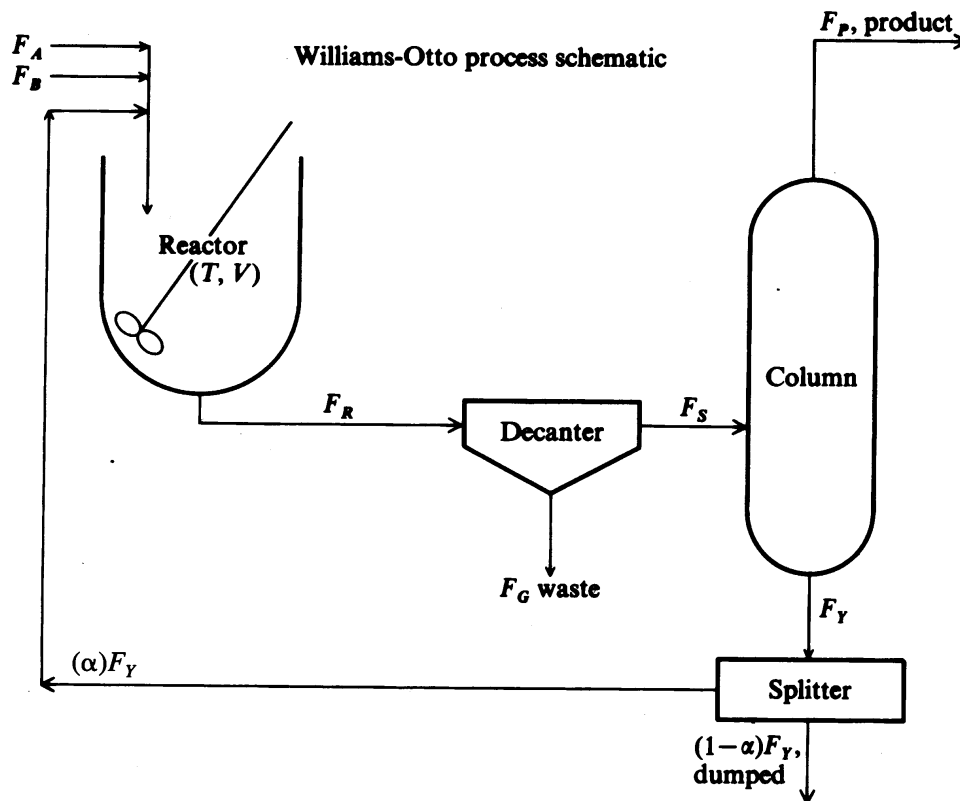 F_P, product
F_A
Williams-Otto process schematic
F_B
Reactor
(T, V)
Column
F_R
F_S
Decanter
F_G waste
F_Y
(α)F_Y
Splitter
(1−α)F_Y,
dumped